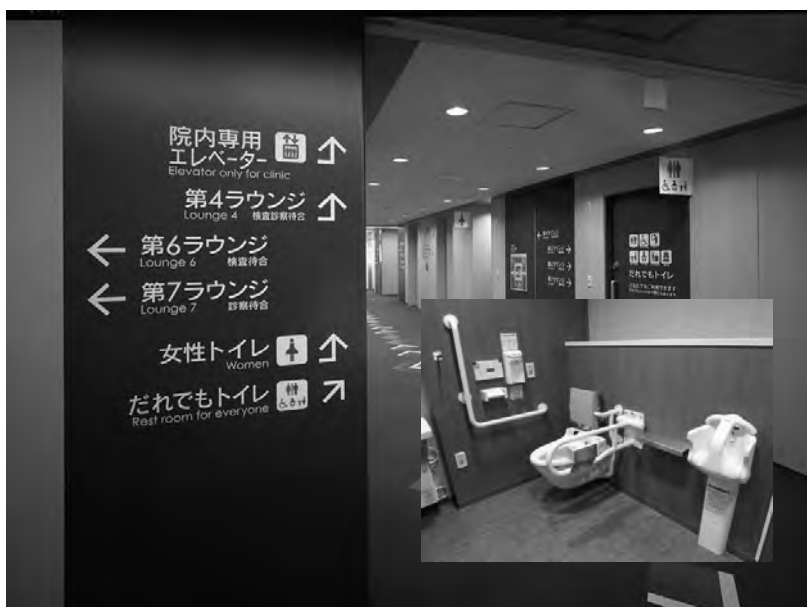 院内専用
エレベーター
Elevator only for clinic
第4ラウンジ
Lounge 4 検査診察待合
第6ラウンジ
Lounge 6 検査待合
第7ラウンジ
Lounge 7 診察待合
女性トイレ
Women
だれでもトイレ
Rest room for everyone
だれでもトイレ